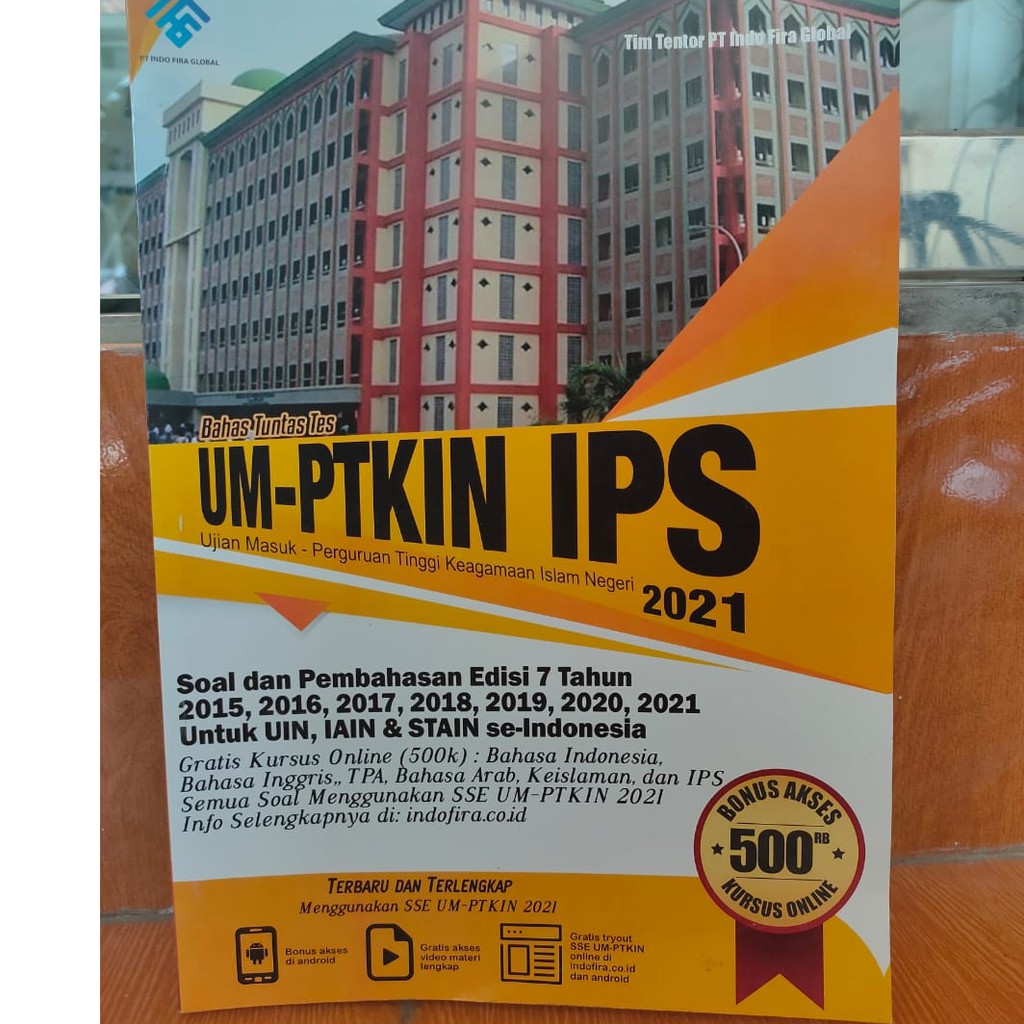 PT INDO FIRA GLOBAL
Tim Tentor PT Indo Fira Global
Bahas Tuntas Tes
UM-PTKIN IPS
Ujian Masuk - Perguruan Tinggi Keagamaan Islam Negeri
2021
Soal dan Pembahasan Edisi 7 Tahun
2015, 2016, 2017, 2018, 2019, 2020, 2021
Untuk UIN, IAIN & STAIN se-Indonesia
Gratis Kursus Online (500k) : Bahasa Indonesia,
Bahasa Inggris,, TPA, Bahasa Arab, Keislaman, dan IPS
Semua Soal Menggunakan SSE UM-PTKIN 2021
Info Selengkapnya di: indofira.co.id
BONUS AKSES
500 RB
KURSUS ONLINE
TERBARU DAN TERLENGKAP
Menggunakan SSE UM-PTKIN 2021
Bonus akses
di android
Gratis akses
video materi
lengkap
Gratis tryout
SSE UM-PTKIN
online di
indofira.co.id
dan android